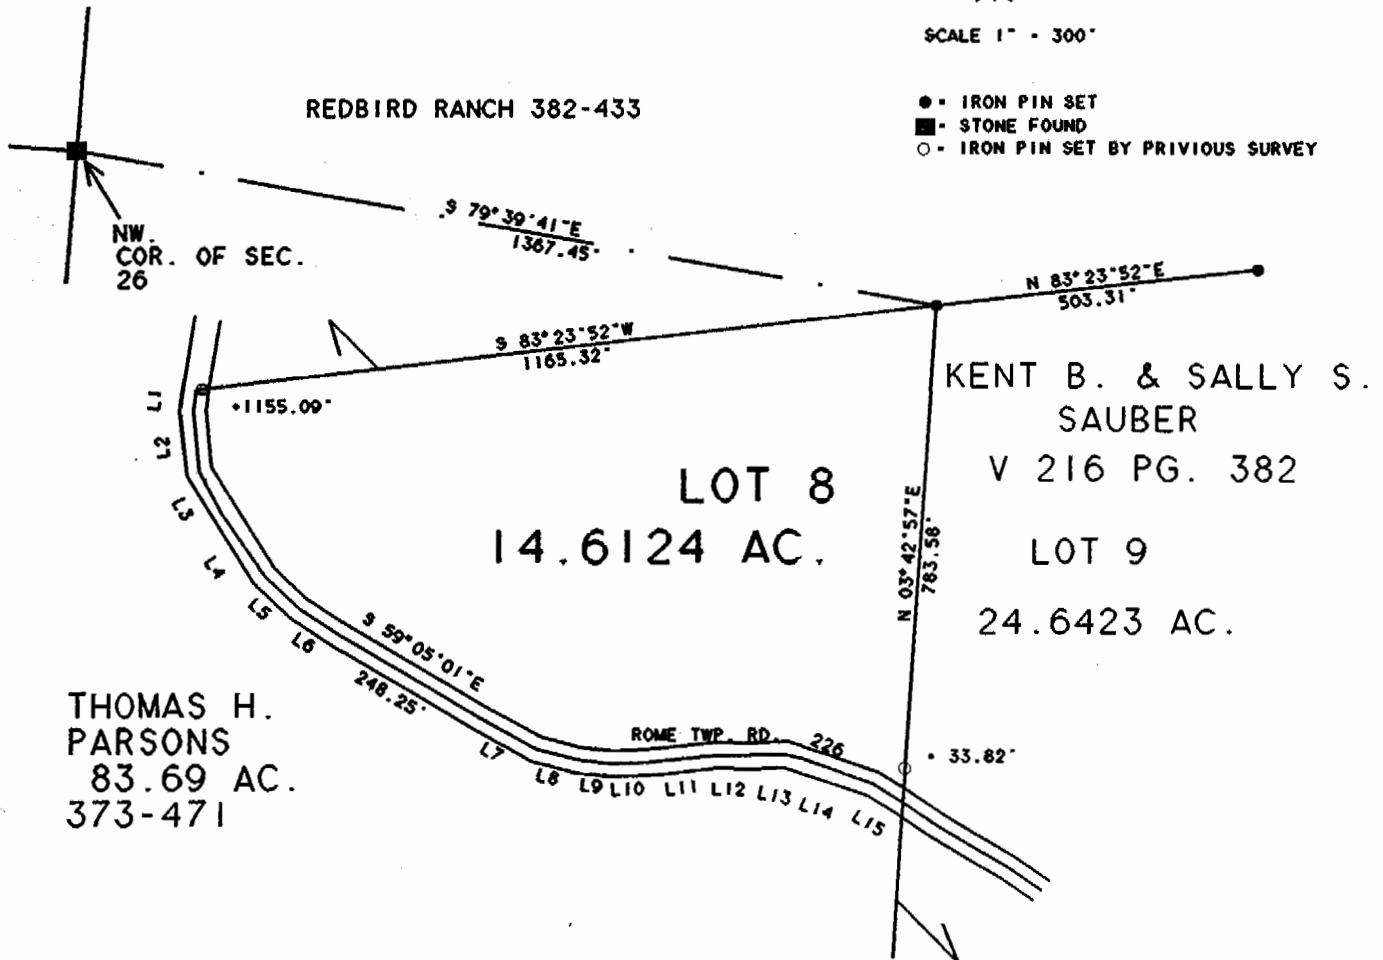 SCALE 1" - 300'
REDBIRD RANCH 382-433
●- IRON PIN SET
■- STONE FOUND
○- IRON PIN SET BY PRIVIOUS SURVEY
NW.
COR. OF SEC.
26
S 79°39'41"E
1367.45'
N 83°23'52"E
503.31'
S 83°23'52"W
1165.32'
+1155.09'
KENT B. & SALLY S.
SAUBER
V 216 PG. 382
LOT 9
24.6423 AC.
LOT 8
14.6124 AC.
N 03°42'57"E
783.58'
L1
L2
L3
L4
L5
L6
S 59°05'01"E
248.25'
L7
L8
L9
L10
L11
L12
L13
L14
L15
ROME TWP. RD. 226
+ 33.82'
THOMAS H.
PARSONS
83.69 AC.
373-471